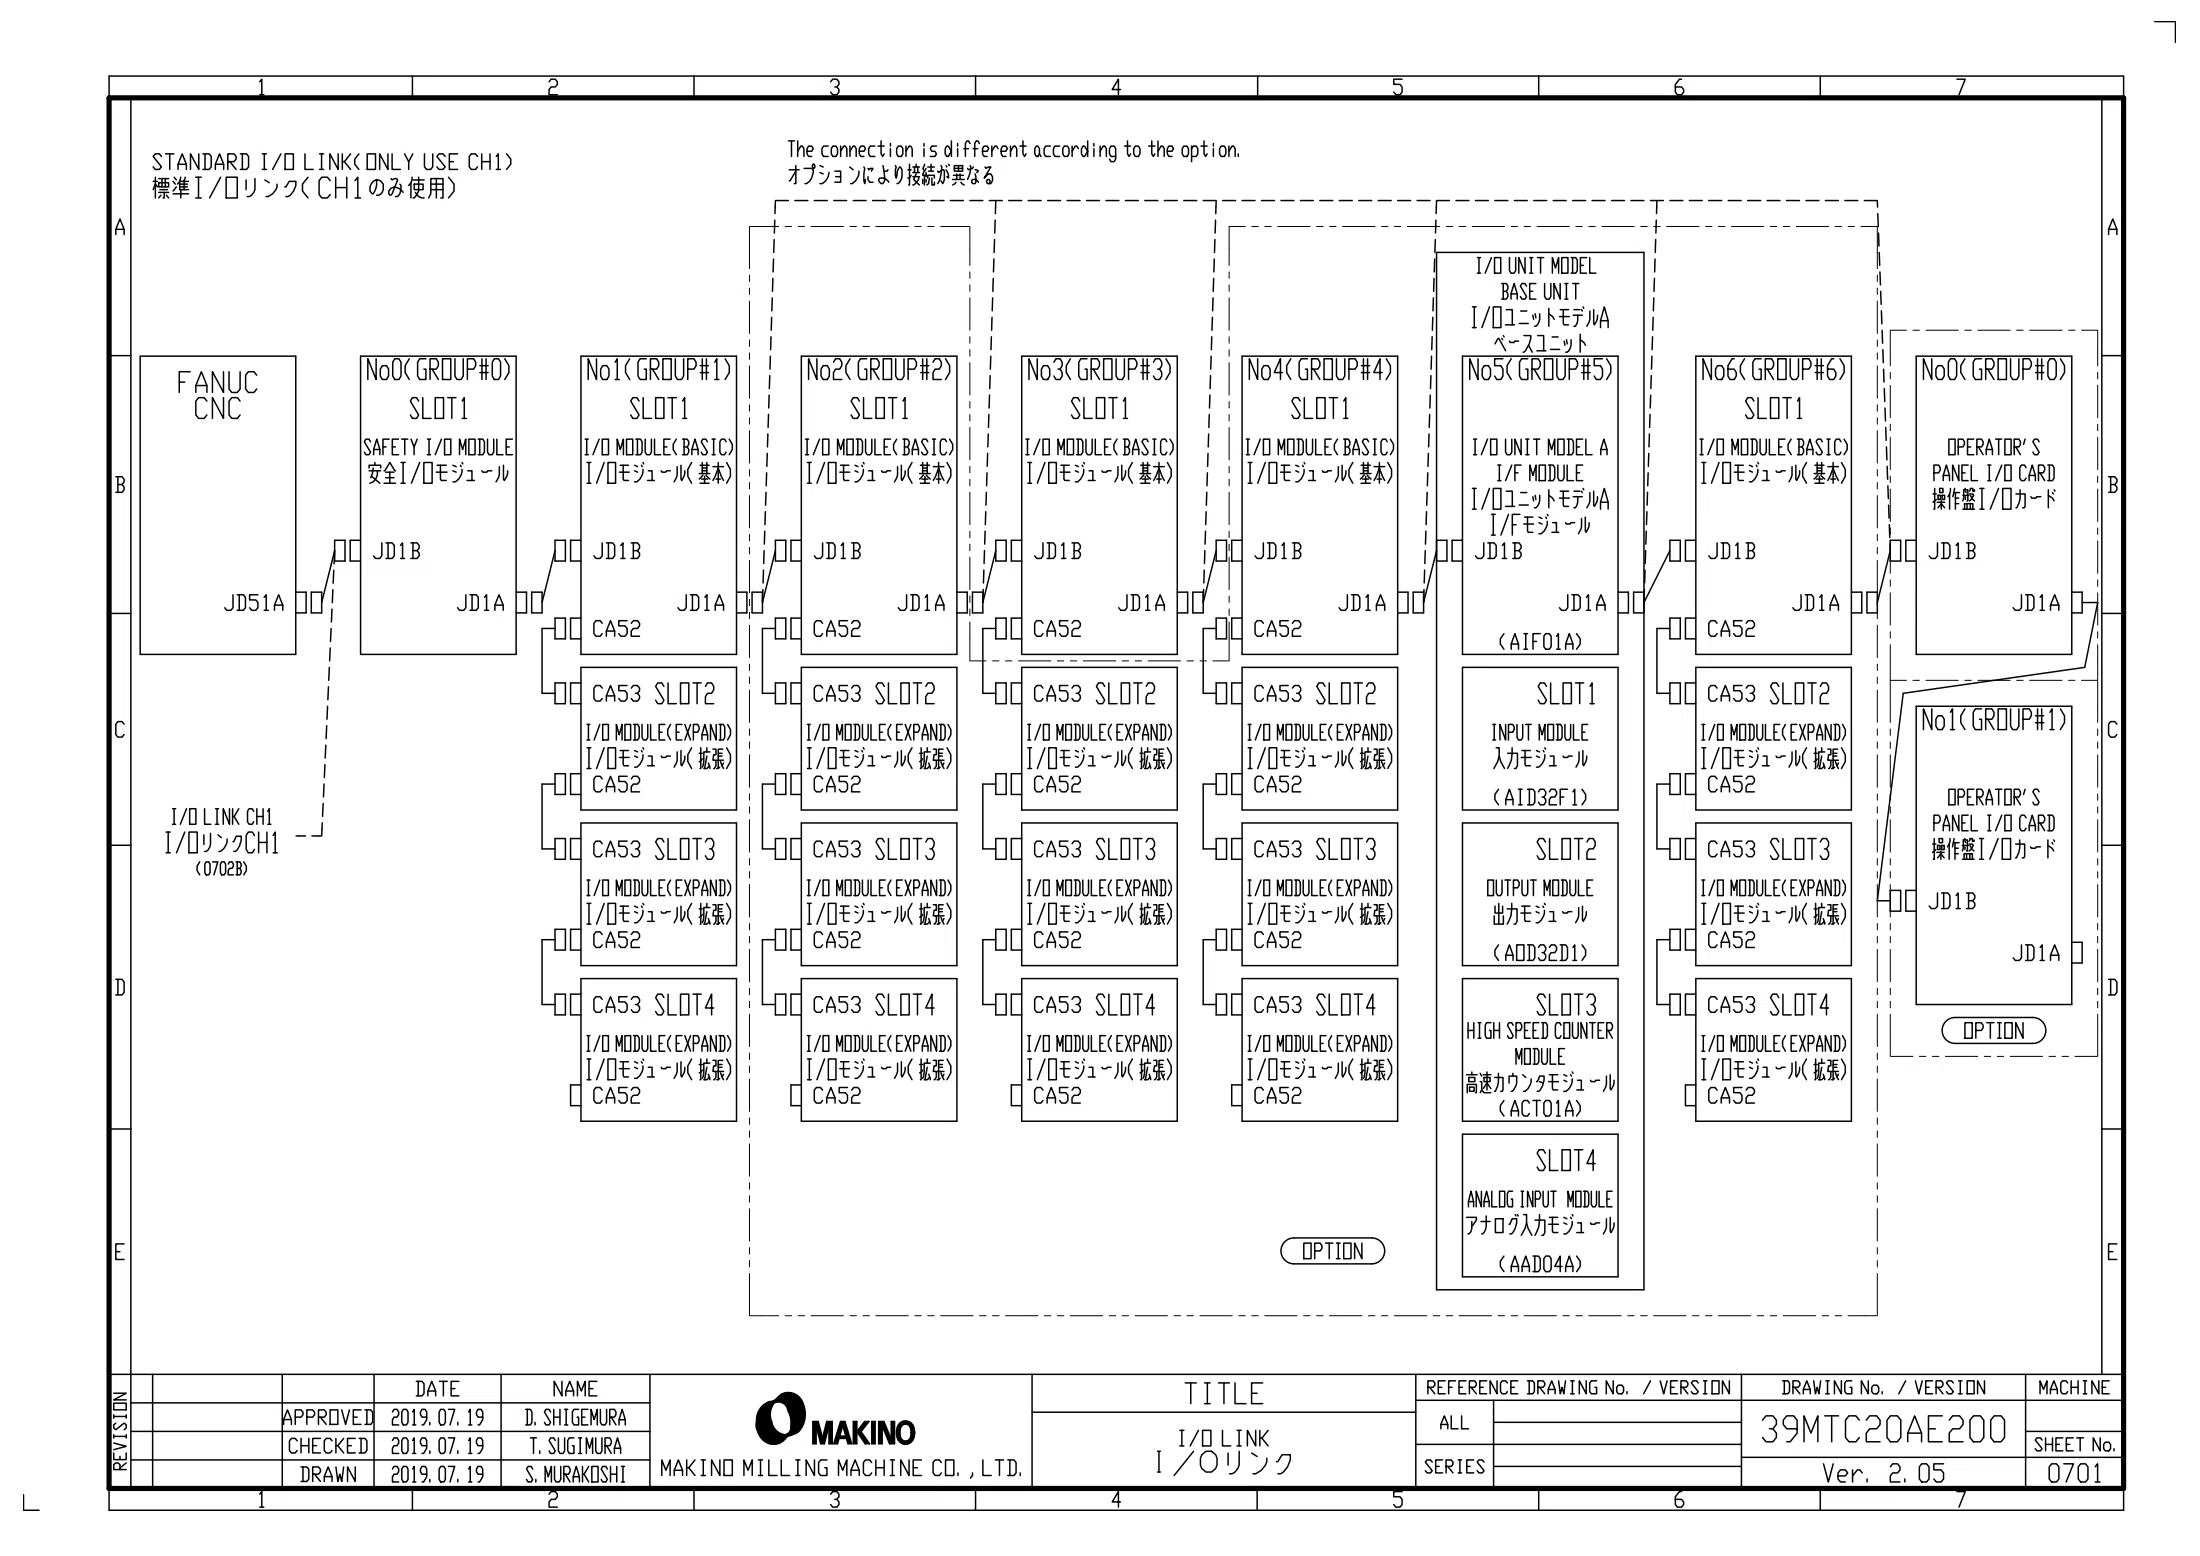 1 2 3 4 5 6 7
STANDARD I/O LINK(ONLY USE CH1)
標準I/Oリンク(CH1のみ使用)
The connection is different according to the option.
オプションにより接続が異なる
A A
B B
C C
D D
E E
FANUC
CNC
JD51A
I/O LINK CH1
I/OリンクCH1
(0702B)
No0(GROUP#0)
SLOT1
SAFETY I/O MODULE
安全I/Oモジュール
JD1B
JD1A
No1(GROUP#1)
SLOT1
I/O MODULE(BASIC)
I/Oモジュール(基本)
JD1B
JD1A
CA52
CA53 SLOT2
I/O MODULE(EXPAND)
I/Oモジュール(拡張)
CA52
CA53 SLOT3
I/O MODULE(EXPAND)
I/Oモジュール(拡張)
CA52
CA53 SLOT4
I/O MODULE(EXPAND)
I/Oモジュール(拡張)
CA52
No2(GROUP#2)
SLOT1
I/O MODULE(BASIC)
I/Oモジュール(基本)
JD1B
JD1A
CA52
CA53 SLOT2
I/O MODULE(EXPAND)
I/Oモジュール(拡張)
CA52
CA53 SLOT3
I/O MODULE(EXPAND)
I/Oモジュール(拡張)
CA52
CA53 SLOT4
I/O MODULE(EXPAND)
I/Oモジュール(拡張)
CA52
No3(GROUP#3)
SLOT1
I/O MODULE(BASIC)
I/Oモジュール(基本)
JD1B
JD1A
CA52
CA53 SLOT2
I/O MODULE(EXPAND)
I/Oモジュール(拡張)
CA52
CA53 SLOT3
I/O MODULE(EXPAND)
I/Oモジュール(拡張)
CA52
CA53 SLOT4
I/O MODULE(EXPAND)
I/Oモジュール(拡張)
CA52
No4(GROUP#4)
SLOT1
I/O MODULE(BASIC)
I/Oモジュール(基本)
JD1B
JD1A
CA52
CA53 SLOT2
I/O MODULE(EXPAND)
I/Oモジュール(拡張)
CA52
CA53 SLOT3
I/O MODULE(EXPAND)
I/Oモジュール(拡張)
CA52
CA53 SLOT4
I/O MODULE(EXPAND)
I/Oモジュール(拡張)
CA52
OPTION
I/O UNIT MODEL
BASE UNIT
I/OユニットモデルA
ベースユニット
No5(GROUP#5)
I/O UNIT MODEL A
I/F MODULE
I/OユニットモデルA
I/Fモジュール
JD1B
JD1A
(AIF01A)
SLOT1
INPUT MODULE
入力モジュール
(AID32F1)
SLOT2
OUTPUT MODULE
出力モジュール
(AOD32D1)
SLOT3
HIGH SPEED COUNTER
MODULE
高速カウンタモジュール
(ACT01A)
SLOT4
ANALOG INPUT MODULE
アナログ入力モジュール
(AAD04A)
No6(GROUP#6)
SLOT1
I/O MODULE(BASIC)
I/Oモジュール(基本)
JD1B
JD1A
CA52
CA53 SLOT2
I/O MODULE(EXPAND)
I/Oモジュール(拡張)
CA52
CA53 SLOT3
I/O MODULE(EXPAND)
I/Oモジュール(拡張)
CA52
CA53 SLOT4
I/O MODULE(EXPAND)
I/Oモジュール(拡張)
CA52
No0(GROUP#0)
OPERATOR'S
PANEL I/O CARD
操作盤I/Oカード
JD1B
JD1A
No1(GROUP#1)
OPERATOR'S
PANEL I/O CARD
操作盤I/Oカード
JD1B
JD1A
OPTION
REVISION
DATE NAME
APPROVED 2019.07.19 D. SHIGEMURA
CHECKED 2019.07.19 T. SUGIMURA
DRAWN 2019.07.19 S. MURAKOSHI
MAKINO
MAKINO MILLING MACHINE CO.,LTD.
TITLE
I/O LINK
I/Oリンク
REFERENCE DRAWING No. / VERSION
ALL
SERIES
DRAWING No. / VERSION
39MTC20AE200
Ver. 2.05
MACHINE
SHEET No.
0701
1 2 3 4 5 6 7